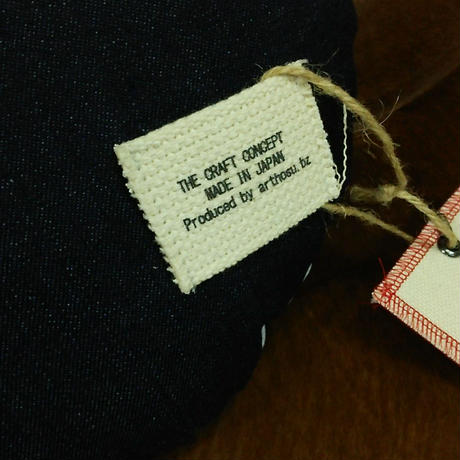 THE CRAFT CONCEPT
MADE IN JAPAN
Produced by arthosu.bz